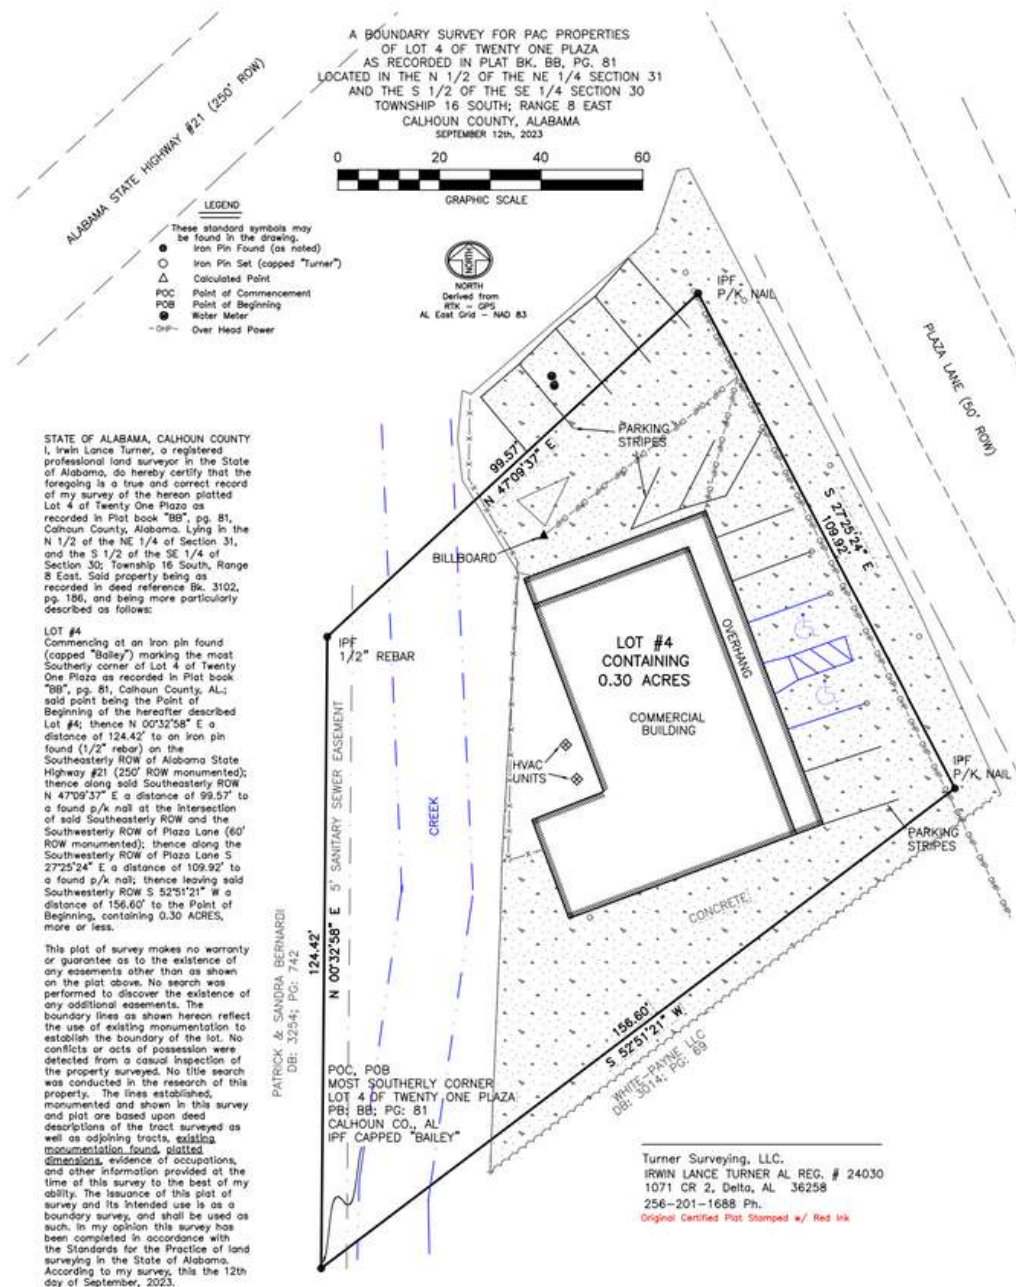 A BOUNDARY SURVEY FOR PAC PROPERTIES
OF LOT 4 OF TWENTY ONE PLAZA
AS RECORDED IN PLAT BK. BB, PG. 81
LOCATED IN THE N 1/2 OF THE NE 1/4 SECTION 31
AND THE S 1/2 OF THE SE 1/4 SECTION 30
TOWNSHIP 16 SOUTH; RANGE 8 EAST
CALHOUN COUNTY, ALABAMA
SEPTEMBER 12th, 2023
0 20 40 60
GRAPHIC SCALE
ALABAMA STATE HIGHWAY #21 (250' ROW)
LEGEND
These standard symbols may
be found in the drawing.
Iron Pin Found (as noted)
Iron Pin Set (capped "Turner")
Calculated Point
POC Point of Commencement
POB Point of Beginning
Water Meter
-OHP- Over Head Power
NORTH
NORTH
Derived from
RTK - GPS
AL East Grid - NAD 83
IPF
P/K NAIL
PLAZA LANE (50' ROW)
PARKING
STRIPES
99.57'
N 47°09'37" E
S 27°25'24" E
109.92'
BILLBOARD
IPF
1/2" REBAR
OVERHANG
LOT #4
CONTAINING
0.30 ACRES
COMMERCIAL
BUILDING
HVAC
UNITS
IPF
P/K NAIL
PARKING
STRIPES
CONCRETE
CREEK
5' SANITARY SEWER EASEMENT
124.42'
N 00°32'58" E
PATRICK & SANDRA BERNARDI
DB: 3254; PG: 742
156.60'
S 52°51'21" W
WHITE-PAYNE LLC
DB: 3014; PG: 69
POC, POB
MOST SOUTHERLY CORNER
LOT 4 OF TWENTY ONE PLAZA
PB: BB; PG: 81
CALHOUN CO., AL
IPF CAPPED "BAILEY"
STATE OF ALABAMA, CALHOUN COUNTY
I, Irwin Lance Turner, a registered
professional land surveyor in the State
of Alabama, do hereby certify that the
foregoing is a true and correct record
of my survey of the hereon platted
Lot 4 of Twenty One Plaza as
recorded in Plat book "BB", pg. 81,
Calhoun County, Alabama. Lying in the
N 1/2 of the NE 1/4 of Section 31,
and the S 1/2 of the SE 1/4 of
Section 30; Township 16 South, Range
8 East. Said property being as
recorded in deed reference Bk. 3102,
pg. 186, and being more particularly
described as follows:
LOT #4
Commencing at an iron pin found
(capped "Bailey") marking the most
Southerly corner of Lot 4 of Twenty
One Plaza as recorded in Plat book
"BB", pg. 81, Calhoun County, AL.;
said point being the Point of
Beginning of the hereafter described
Lot #4; thence N 00°32'58" E a
distance of 124.42' to an iron pin
found (1/2" rebar) on the
Southeasterly ROW of Alabama State
Highway #21 (250' ROW monumented);
thence along said Southeasterly ROW
N 47°09'37" E a distance of 99.57' to
a found p/k nail at the intersection
of said Southeasterly ROW and the
Southwesterly ROW of Plaza Lane (60'
ROW monumented); thence along the
Southwesterly ROW of Plaza Lane S
27°25'24" E a distance of 109.92' to
a found p/k nail; thence leaving said
Southwesterly ROW S 52°51'21" W a
distance of 156.60' to the Point of
Beginning, containing 0.30 ACRES,
more or less.
This plat of survey makes no warranty
or guarantee as to the existence of
any easements other than as shown
on the plat above. No search was
performed to discover the existence of
any additional easements. The
boundary lines as shown hereon reflect
the use of existing monumentation to
establish the boundary of the lot. No
conflicts or acts of possession were
detected from a casual inspection of
the property surveyed. No title search
was conducted in the research of this
property. The lines established,
monumented and shown in this survey
and plat are based upon deed
descriptions of the tract surveyed as
well as adjoining tracts, existing
monumentation found, platted
dimensions, evidence of occupations,
and other information provided at the
time of this survey to the best of my
ability. The issuance of this plat of
survey and its intended use is as a
boundary survey, and shall be used as
such. In my opinion this survey has
been completed in accordance with
the Standards for the Practice of land
surveying in the State of Alabama.
According to my survey, this the 12th
day of September, 2023.
Turner Surveying, LLC.
IRWIN LANCE TURNER AL REG. # 24030
1071 CR 2, Delta, AL 36258
256-201-1688 Ph.
Original Certified Plat Stamped w/ Red Ink